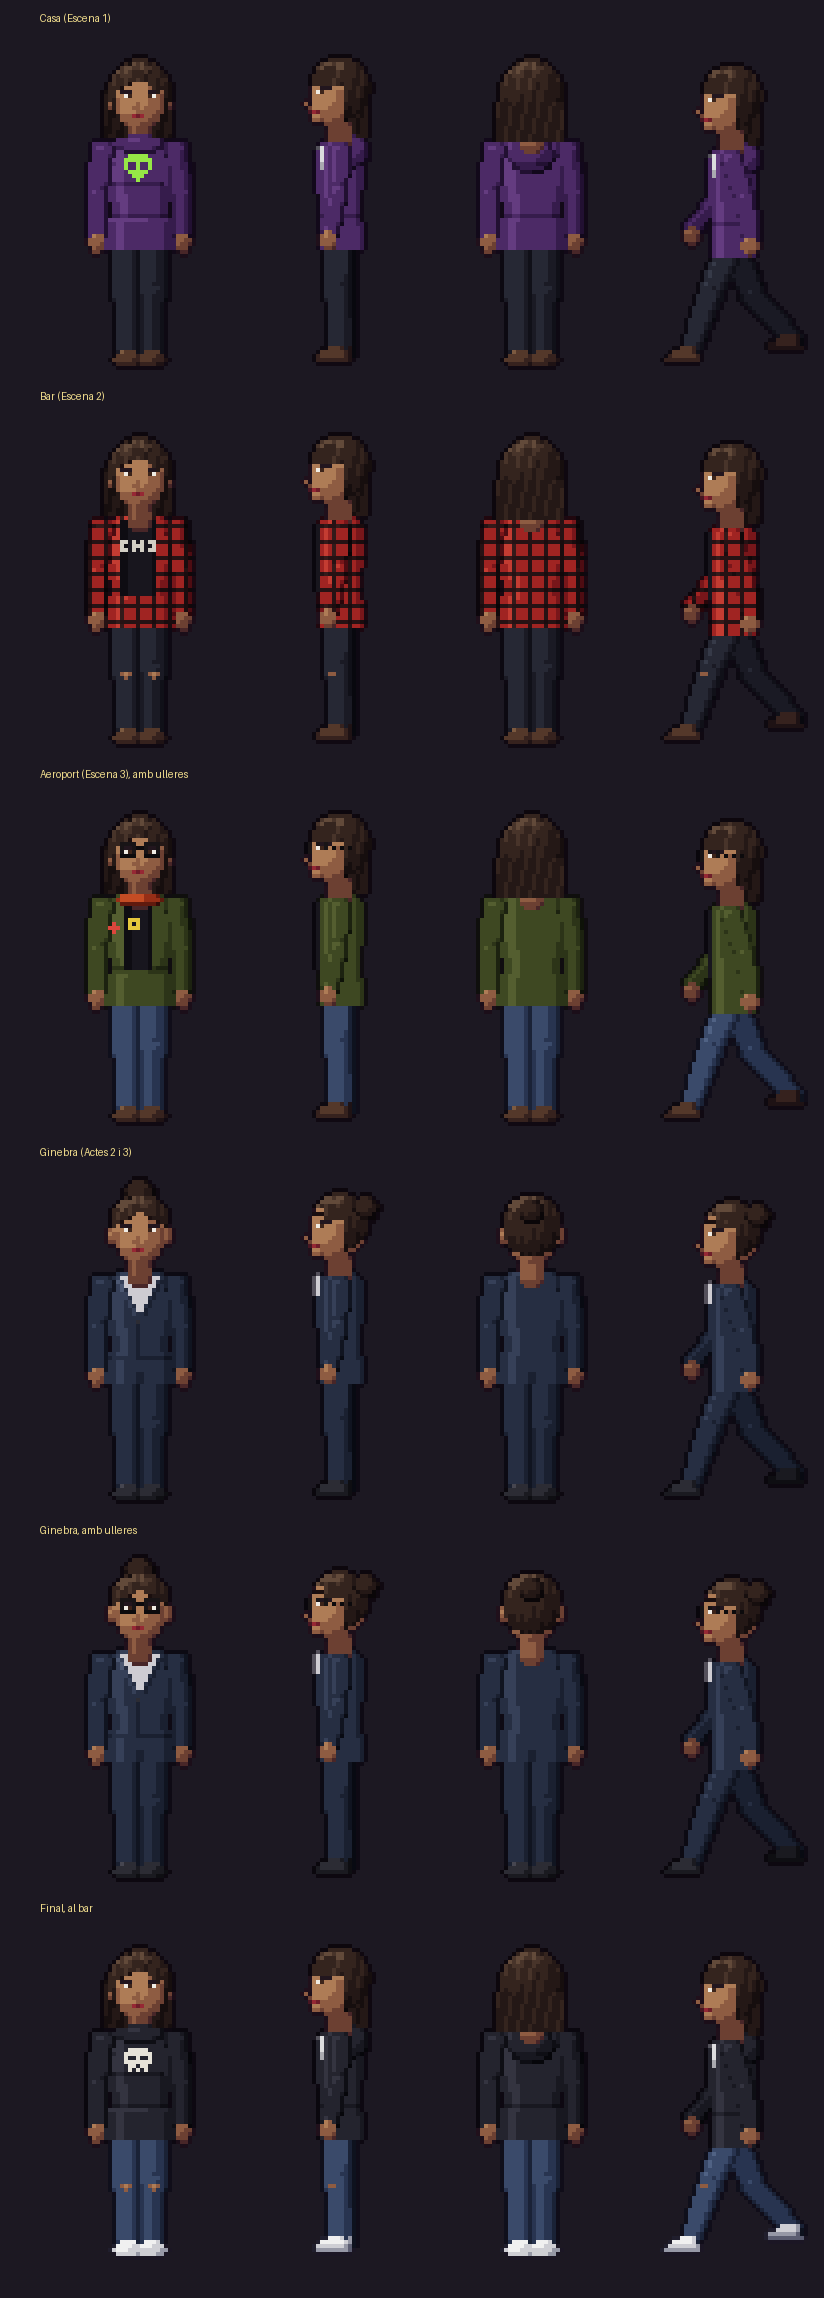 Casa (Escena 1)
Bar (Escena 2)
Aeroport (Escena 3), amb ulleres
Ginebra (Actes 2 i 3)
Ginebra, amb ulleres
Final, al bar